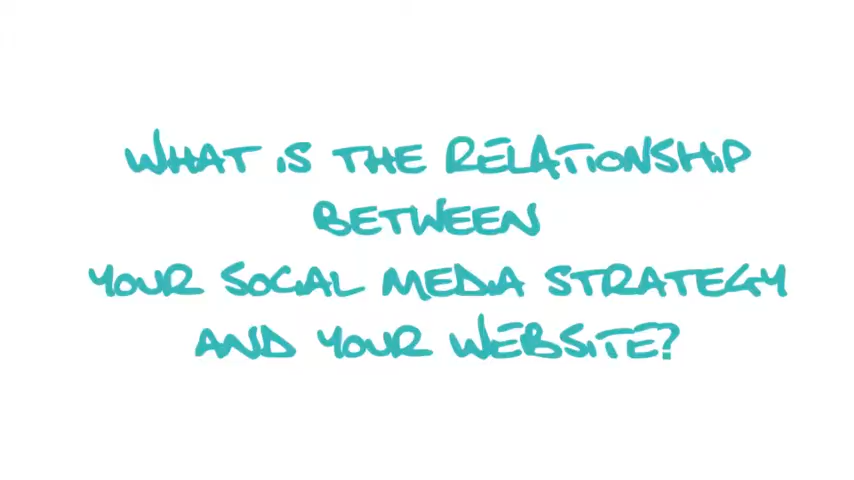 WHAT IS THE RELATIONSHIP
BETWEEN
YOUR SOCIAL MEDIA STRATEGY
AND YOUR WEBSITE?